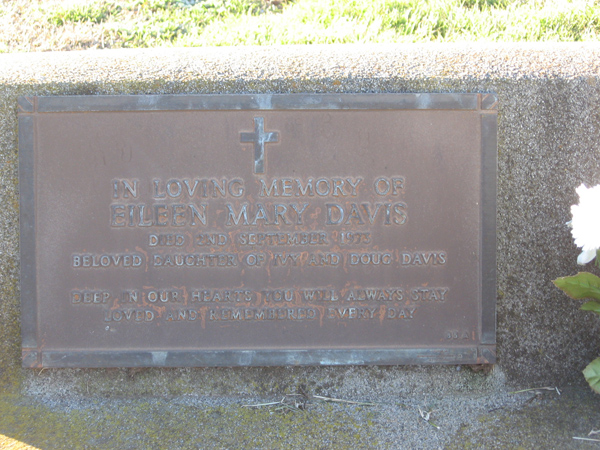 IN LOVING MEMORY OF
EILEEN MARY DAVIS
DIED 2ND SEPTEMBER 1973
BELOVED DAUGHTER OF IVY AND DOUG DAVIS
DEEP IN OUR HEARTS YOU WILL ALWAYS STAY
LOVED AND REMEMBERED EVERY DAY